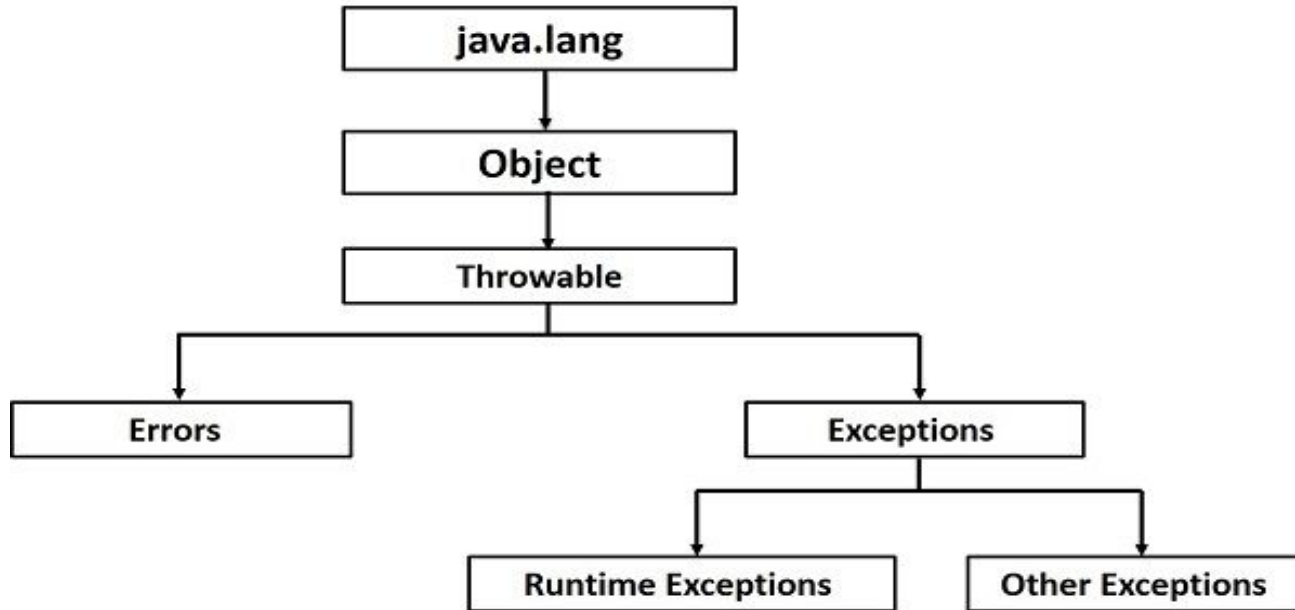 java.lang
Object
Throwable
Errors
Exceptions
Runtime Exceptions
Other Exceptions